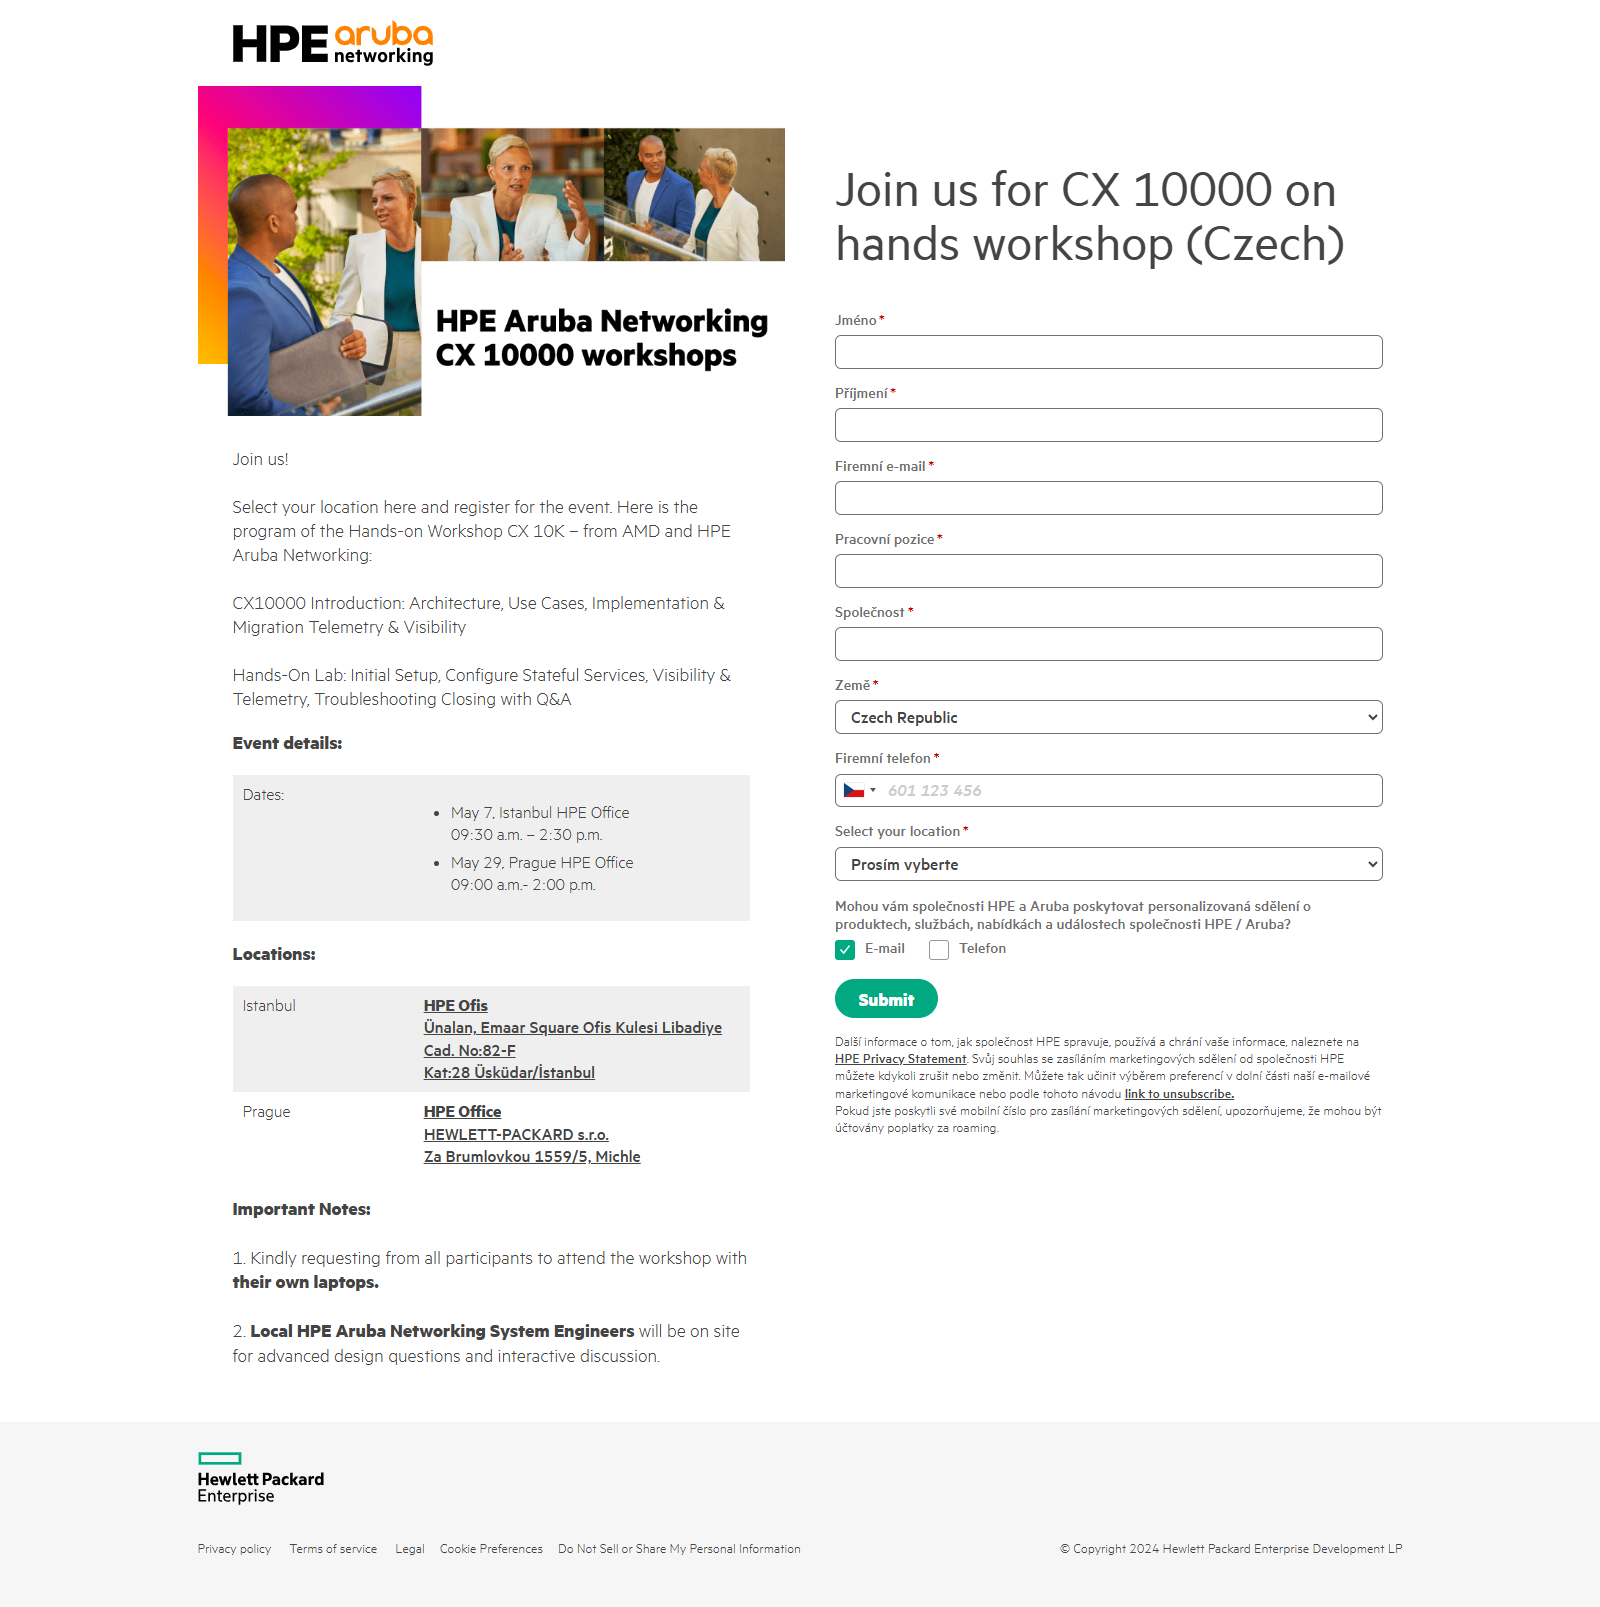 HPE aruba
networking
HPE Aruba Networking
CX 10000 workshops
Join us!
Select your location here and register for the event. Here is the
program of the Hands-on Workshop CX 10K – from AMD and HPE
Aruba Networking:
CX10000 Introduction: Architecture, Use Cases, Implementation &
Migration Telemetry & Visibility
Hands-On Lab: Initial Setup, Configure Stateful Services, Visibility &
Telemetry, Troubleshooting Closing with Q&A
Event details:
Dates:
• May 7, Istanbul HPE Office
09:30 a.m. – 2:30 p.m.
• May 29, Prague HPE Office
09:00 a.m.- 2:00 p.m.
Locations:
Istanbul
HPE Ofis
Ünalan, Emaar Square Ofis Kulesi Libadiye
Cad. No:82-F
Kat:28 Üsküdar/İstanbul
Prague
HPE Office
HEWLETT-PACKARD s.r.o.
Za Brumlovkou 1559/5, Michle
Important Notes:
1. Kindly requesting from all participants to attend the workshop with
their own laptops.
2. Local HPE Aruba Networking System Engineers will be on site
for advanced design questions and interactive discussion.
Join us for CX 10000 on
hands workshop (Czech)
Jméno*
Příjmení*
Firemní e-mail*
Pracovní pozice*
Společnost*
Země*
Czech Republic
Firemní telefon*
601 123 456
Select your location*
Prosím vyberte
Mohou vám společnosti HPE a Aruba poskytovat personalizovaná sdělení o
produktech, službách, nabídkách a událostech společnosti HPE / Aruba?
E-mail Telefon
Submit
Další informace o tom, jak společnost HPE spravuje, používá a chrání vaše informace, naleznete na
HPE Privacy Statement. Svůj souhlas se zasíláním marketingových sdělení od společnosti HPE
můžete kdykoli zrušit nebo změnit. Můžete tak učinit výběrem preferencí v dolní části naší e-mailové
marketingové komunikace nebo podle tohoto návodu link to unsubscribe.
Pokud jste poskytli své mobilní číslo pro zasílání marketingových sdělení, upozorňujeme, že mohou být
účtovány poplatky za roaming.
Hewlett Packard
Enterprise
Privacy policy Terms of service Legal Cookie Preferences Do Not Sell or Share My Personal Information
© Copyright 2024 Hewlett Packard Enterprise Development LP